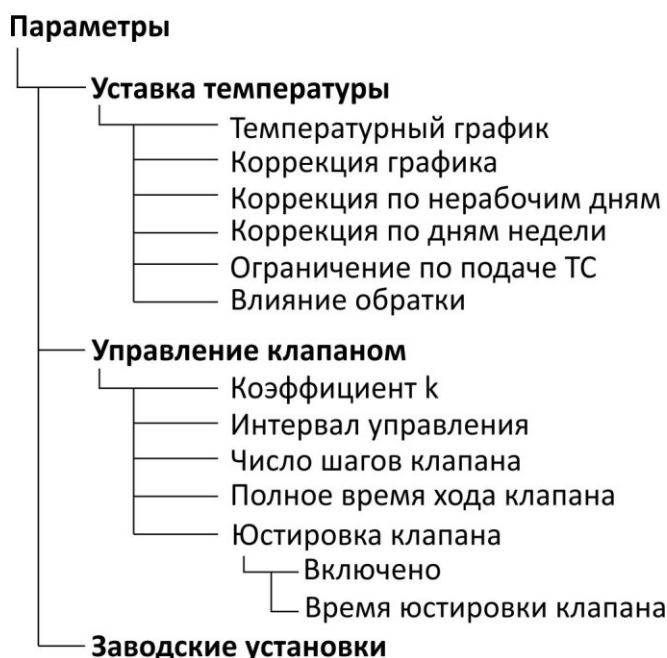 Параметры
Уставка температуры
Температурный график
Коррекция графика
Коррекция по нерабочим дням
Коррекция по дням недели
Ограничение по подаче ТС
Влияние обратки
Управление клапаном
Коэффициент k
Интервал управления
Число шагов клапана
Полное время хода клапана
Юстировка клапана
Включено
Время юстировки клапана
Заводские установки